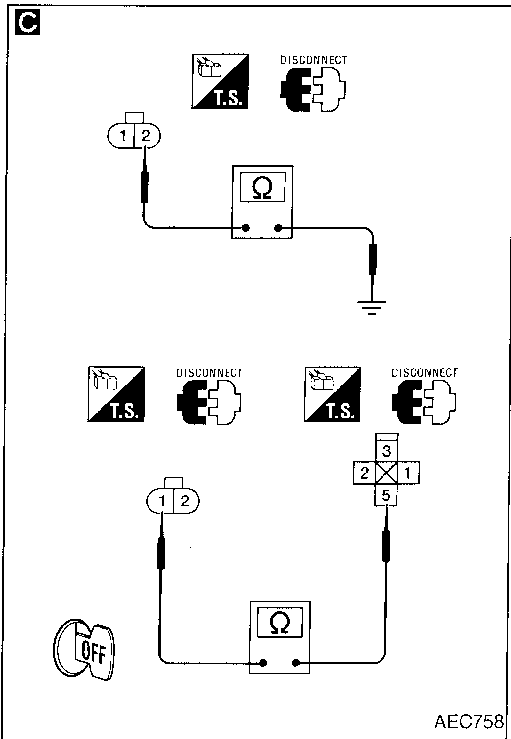 C
DISCONNECT
T.S.
1 2
Ω
DISCONNECT
DISCONNECT
T.S.
T.S.
3
2 1
5
1 2
Ω
OFF
AEC758